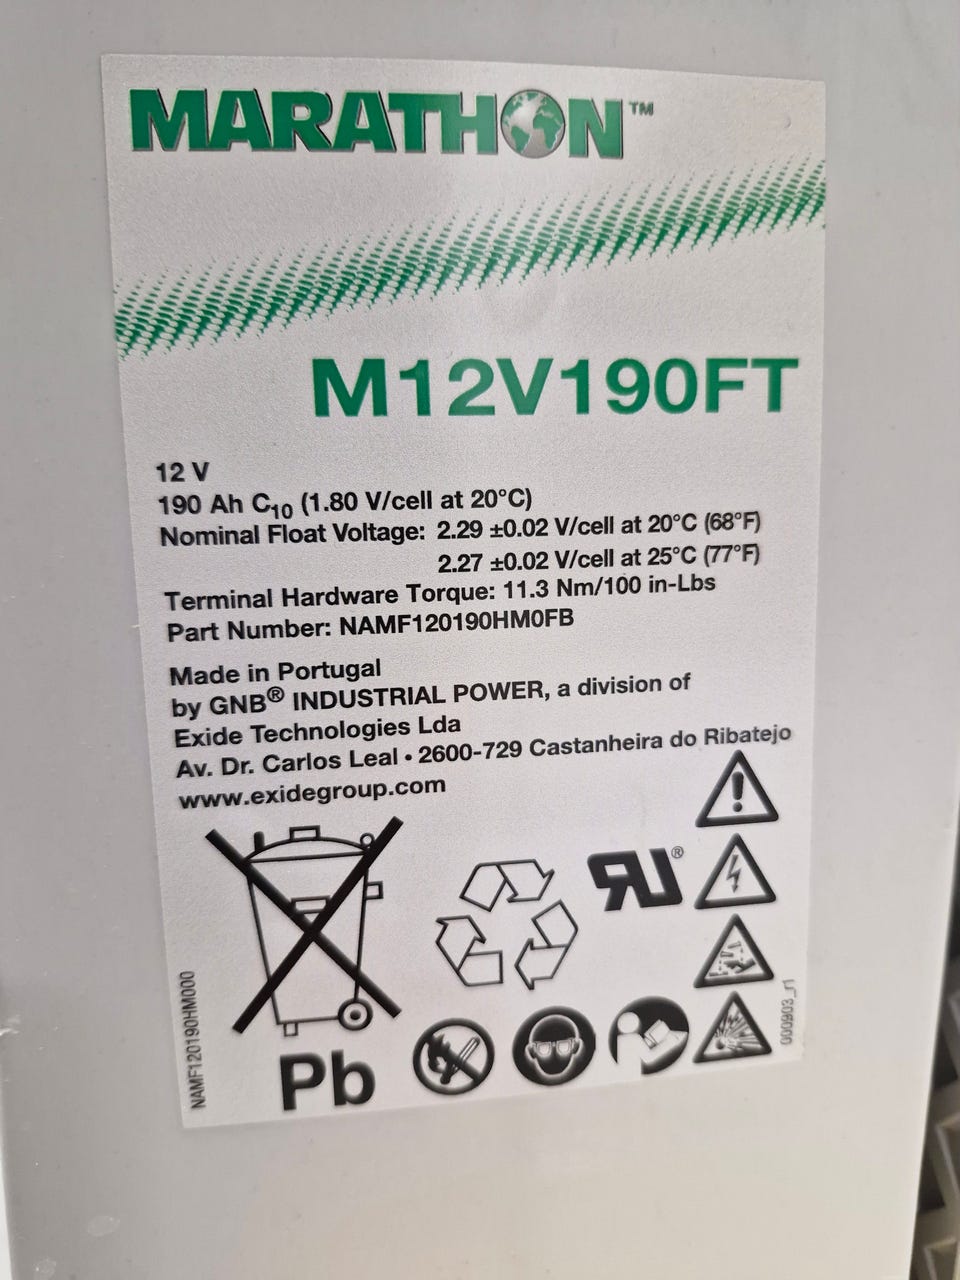 MARATHON™
M12V190FT
12 V
190 Ah C₁₀ (1.80 V/cell at 20°C)
Nominal Float Voltage: 2.29 ±0.02 V/cell at 20°C (68°F)
2.27 ±0.02 V/cell at 25°C (77°F)
Terminal Hardware Torque: 11.3 Nm/100 in-Lbs
Part Number: NAMF120190HM0FB
Made in Portugal
by GNB® INDUSTRIAL POWER, a division of
Exide Technologies Lda
Av. Dr. Carlos Leal • 2600-729 Castanheira do Ribatejo
www.exidegroup.com
RU®
Pb
NAMF120190HM000
000903_r1